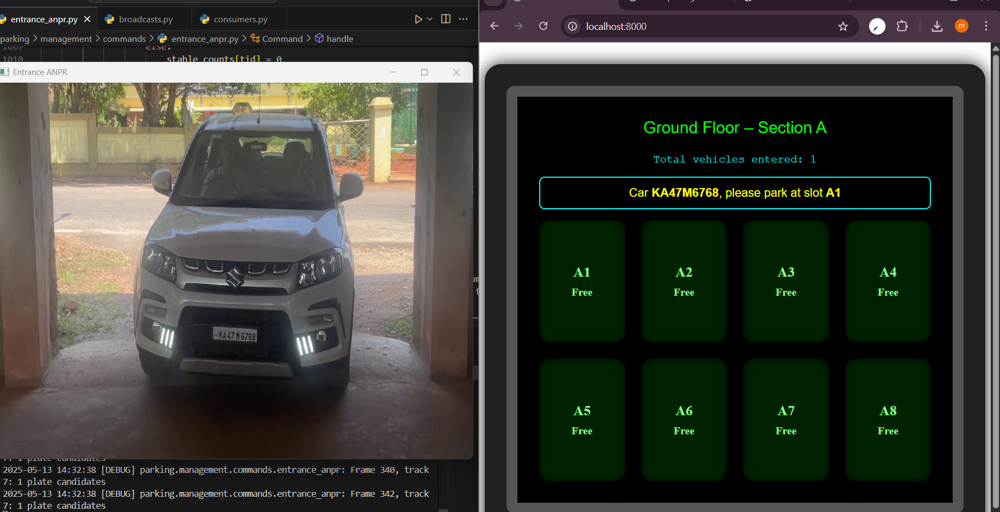 entrance_anpr.py
broadcasts.py
consumers.py
parking > management > commands > entrance_anpr.py > Command > handle
1009 else:
1010 stable_counts[tid] = 0
Entrance ANPR
KA47M6768
7: 1 plate candidates
2025-05-13 14:32:38 [DEBUG] parking.management.commands.entrance_anpr: Frame 340, track
7: 1 plate candidates
2025-05-13 14:32:38 [DEBUG] parking.management.commands.entrance_anpr: Frame 342, track
7: 1 plate candidates
localhost:8000
m
Ground Floor – Section A
Total vehicles entered: 1
Car KA47M6768, please park at slot A1
A1
Free
A2
Free
A3
Free
A4
Free
A5
Free
A6
Free
A7
Free
A8
Free